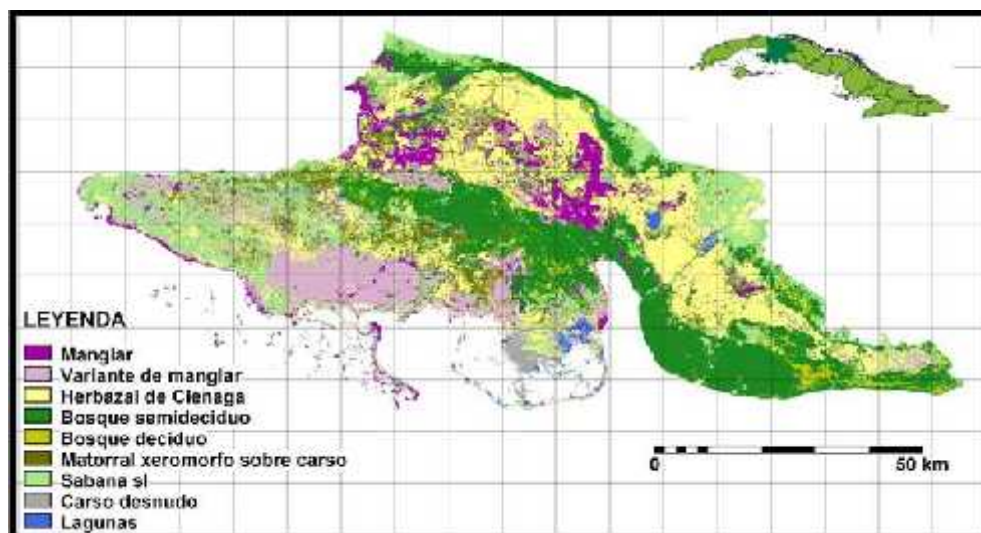 LEYENDA
Manglar
Variante de manglar
Herbazal de Cienaga
Bosque semideciduo
Bosque deciduo
Matorral xeromorfo sobre carso
Sabana sl
Carso desnudo
Lagunas
0 50 km